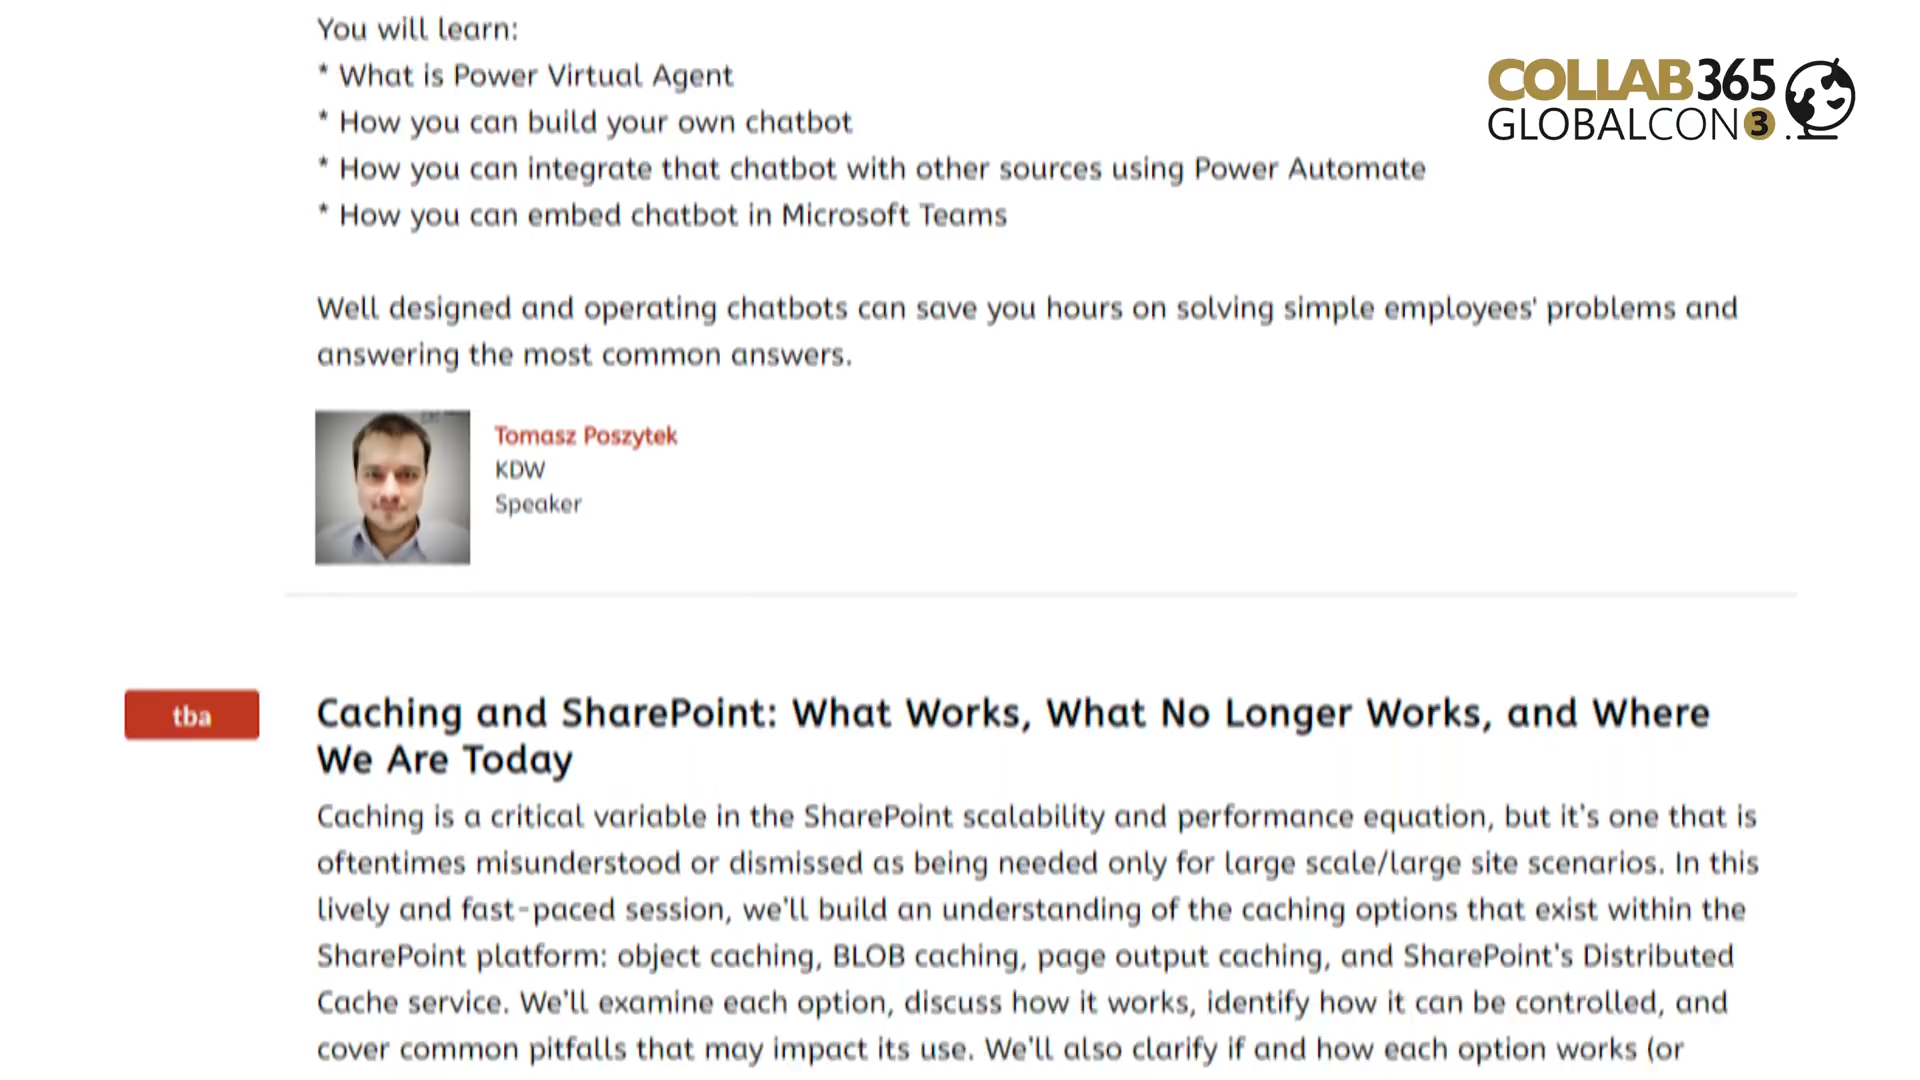 You will learn:
* What is Power Virtual Agent
* How you can build your own chatbot
* How you can integrate that chatbot with other sources using Power Automate
* How you can embed chatbot in Microsoft Teams
COLLAB365
GLOBALCON3
Well designed and operating chatbots can save you hours on solving simple employees' problems and
answering the most common answers.
Tomasz Poszytek
KDW
Speaker
tba
Caching and SharePoint: What Works, What No Longer Works, and Where
We Are Today
Caching is a critical variable in the SharePoint scalability and performance equation, but it's one that is
oftentimes misunderstood or dismissed as being needed only for large scale/large site scenarios. In this
lively and fast-paced session, we'll build an understanding of the caching options that exist within the
SharePoint platform: object caching, BLOB caching, page output caching, and SharePoint's Distributed
Cache service. We'll examine each option, discuss how it works, identify how it can be controlled, and
cover common pitfalls that may impact its use. We'll also clarify if and how each option works (or